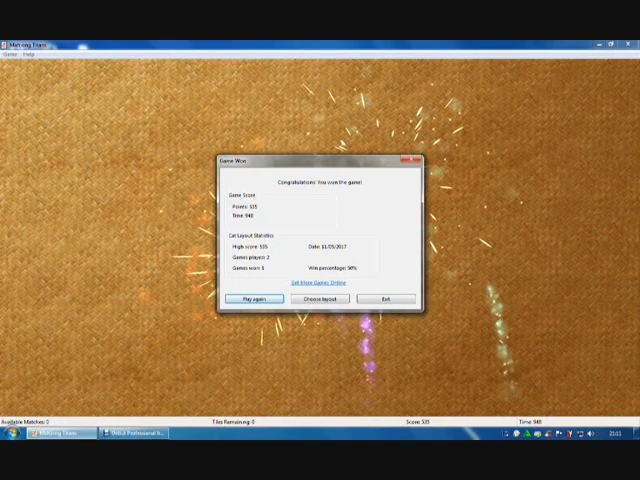 Mahjong Titans
Game Help
Game Won
Congratulations! You won the game!
Game Score
Points: 535
Time: 948
Cat Layout Statistics
High score: 535 Date: 11/05/2017
Games played: 2
Games won: 1 Win percentage: 50%
Get More Games Online
Play again Choose layout Exit
Available Matches: 0 Tiles Remaining: 0 Score: 535 Time: 948
Mahjong Titans Debut Professional b...
21:11